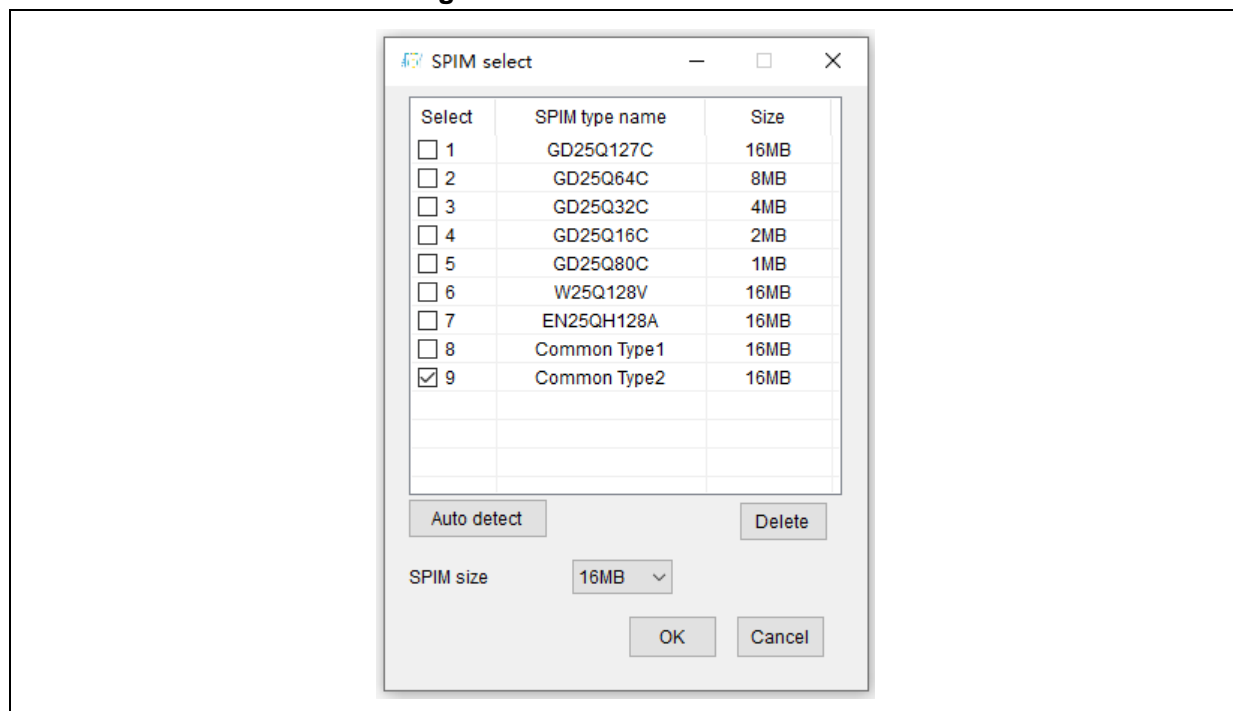 SPIM select
Select SPIM type name Size
1 GD25Q127C 16MB
2 GD25Q64C 8MB
3 GD25Q32C 4MB
4 GD25Q16C 2MB
5 GD25Q80C 1MB
6 W25Q128V 16MB
7 EN25QH128A 16MB
8 Common Type1 16MB
9 Common Type2 16MB
Auto detect Delete
SPIM size 16MB
OK Cancel